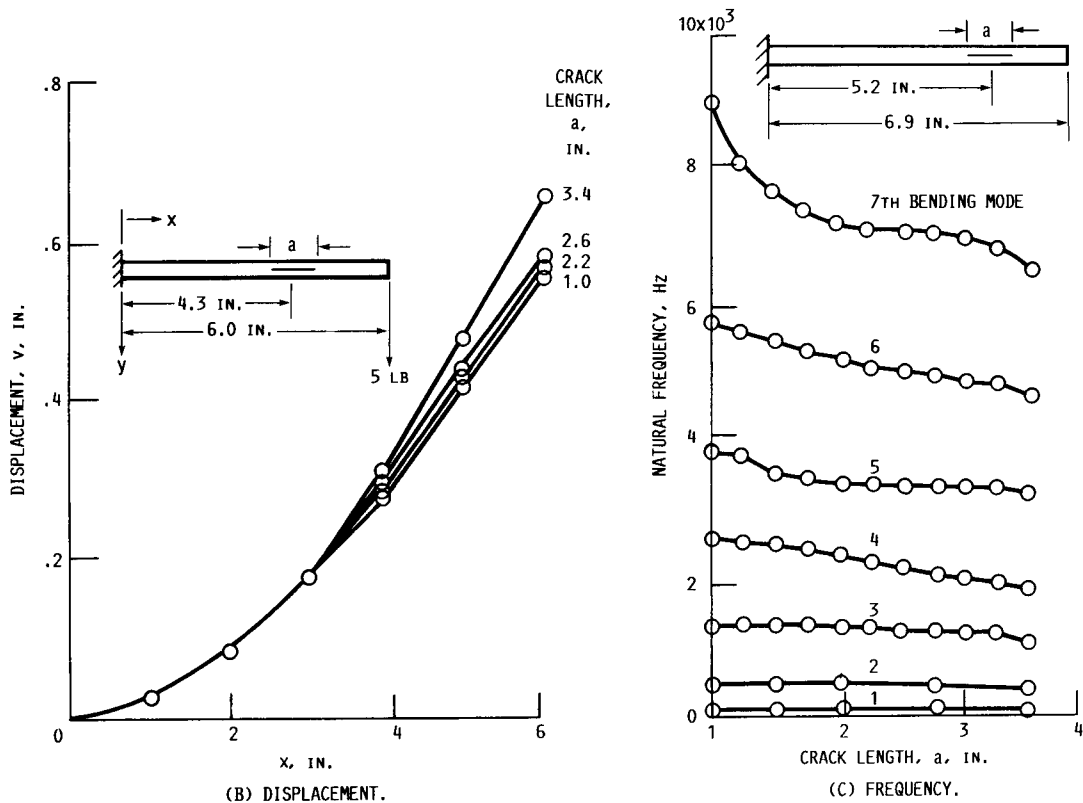 .8
.6
.4
.2
0
2
4
6
DISPLACEMENT, v, IN.
x, IN.
CRACK
LENGTH,
a,
IN.
3.4
2.6
2.2
1.0
x
a
4.3 IN.
6.0 IN.
y
5 LB
(B) DISPLACEMENT.
10x10³
8
6
4
2
0
1
2
3
4
NATURAL FREQUENCY, Hz
CRACK LENGTH, a, IN.
a
5.2 IN.
6.9 IN.
7TH BENDING MODE
6
5
4
3
2
1
(C) FREQUENCY.